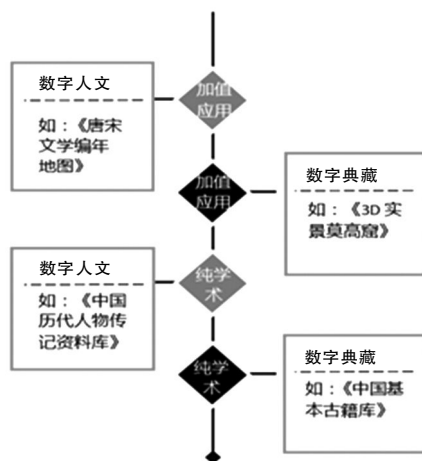 数字人文
如：《唐宋
文学编年
地图》
加值
应用
加值
应用
数字典藏
如：《3D 实
景莫高窟》
数字人文
如：《中国
历代人物传
记资料库》
纯学
术
纯学
术
数字典藏
如：《中国基
本古籍库》